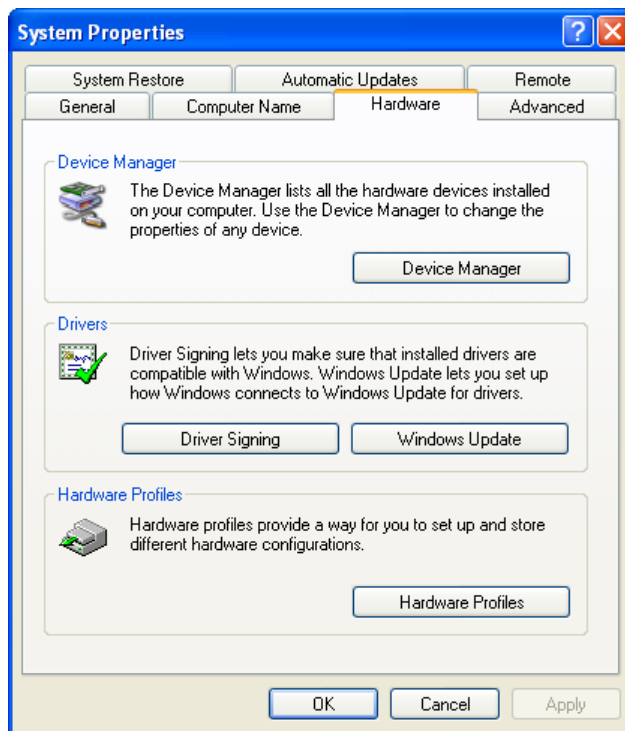 System Properties
System Restore Automatic Updates Remote
General Computer Name Hardware Advanced
Device Manager
The Device Manager lists all the hardware devices installed
on your computer. Use the Device Manager to change the
properties of any device.
Device Manager
Drivers
Driver Signing lets you make sure that installed drivers are
compatible with Windows. Windows Update lets you set up
how Windows connects to Windows Update for drivers.
Driver Signing Windows Update
Hardware Profiles
Hardware profiles provide a way for you to set up and store
different hardware configurations.
Hardware Profiles
OK Cancel Apply